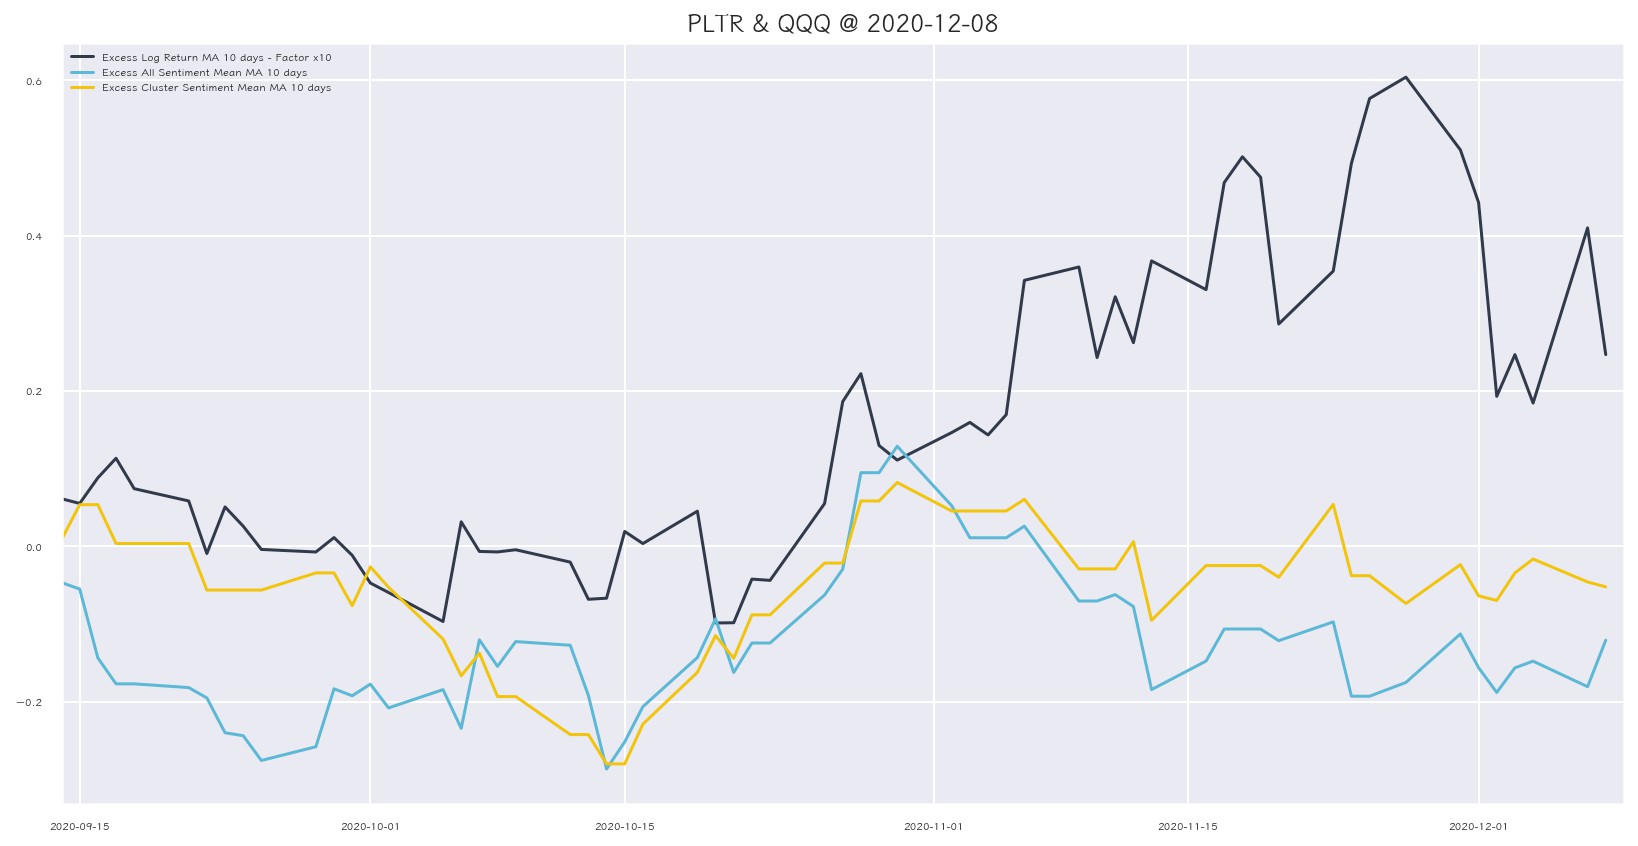 PLTR & QQQ @ 2020-12-08
Excess Log Return MA 10 days - Factor x10
Excess All Sentiment Mean MA 10 days
Excess Cluster Sentiment Mean MA 10 days
0.6
0.4
0.2
0.0
−0.2
2020-09-15 2020-10-01 2020-10-15 2020-11-01 2020-11-15 2020-12-01